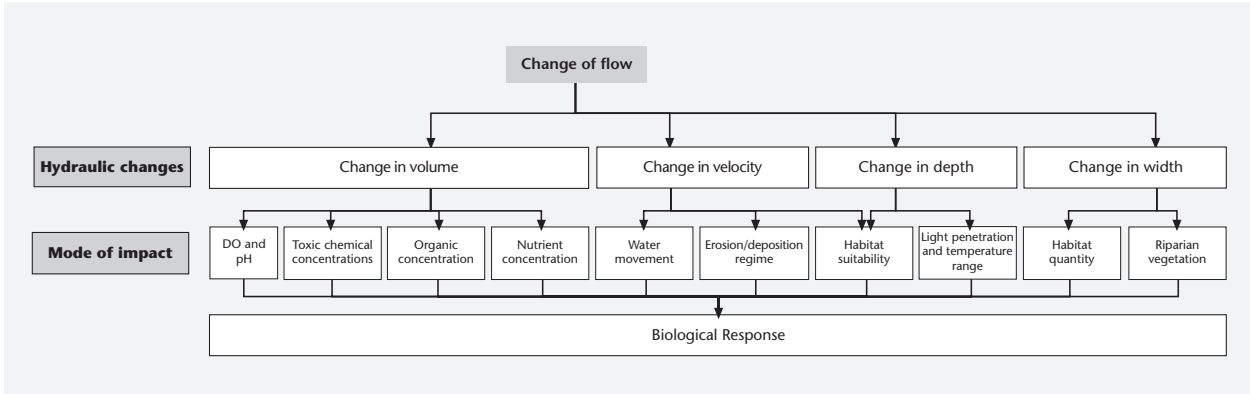 Change of flow
Hydraulic changes
Change in volume
Change in velocity
Change in depth
Change in width
Mode of impact
DO and
pH
Toxic chemical
concentrations
Organic
concentration
Nutrient
concentration
Water
movement
Erosion/deposition
regime
Habitat
suitability
Light penetration
and temperature
range
Habitat
quantity
Riparian
vegetation
Biological Response